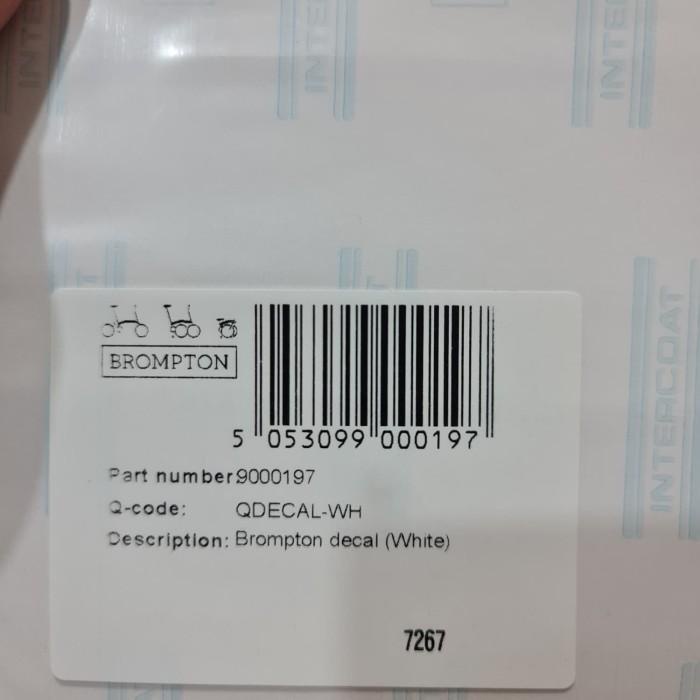 INTERCOAT
BROMPTON
5 053099 000197
Part number: 9000197
Q-code: QDECAL-WH
Description: Brompton decal (White)
7267